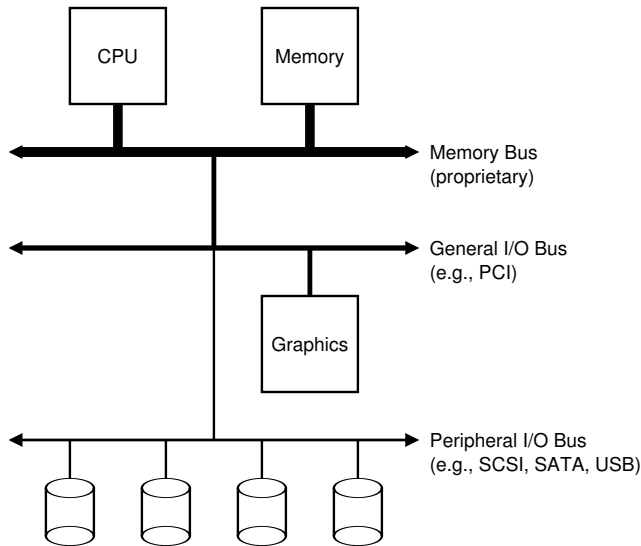 CPU
Memory
Memory Bus
(proprietary)
General I/O Bus
(e.g., PCI)
Graphics
Peripheral I/O Bus
(e.g., SCSI, SATA, USB)